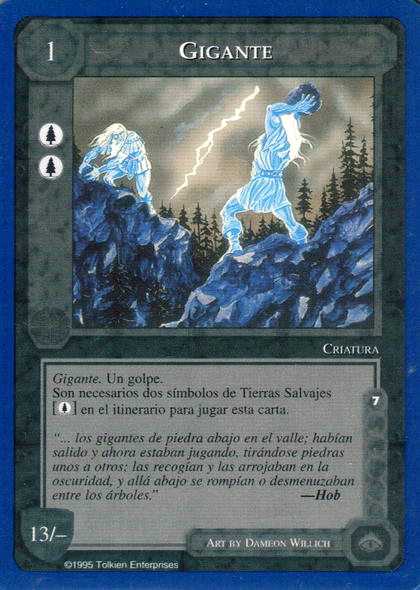 1
GIGANTE
CRIATURA
Gigante. Un golpe.
Son necesarios dos símbolos de Tierras Salvajes
[ ] en el itinerario para jugar esta carta.
7
"... los gigantes de piedra abajo en el valle; habían
salido y ahora estaban jugando, tirándose piedras
unos a otros; las recogían y las arrojaban en la
oscuridad, y allá abajo se rompían o desmenuzaban
entre los árboles." —Hob
13/–
ART BY DAMEON WILLICH
©1995 Tolkien Enterprises